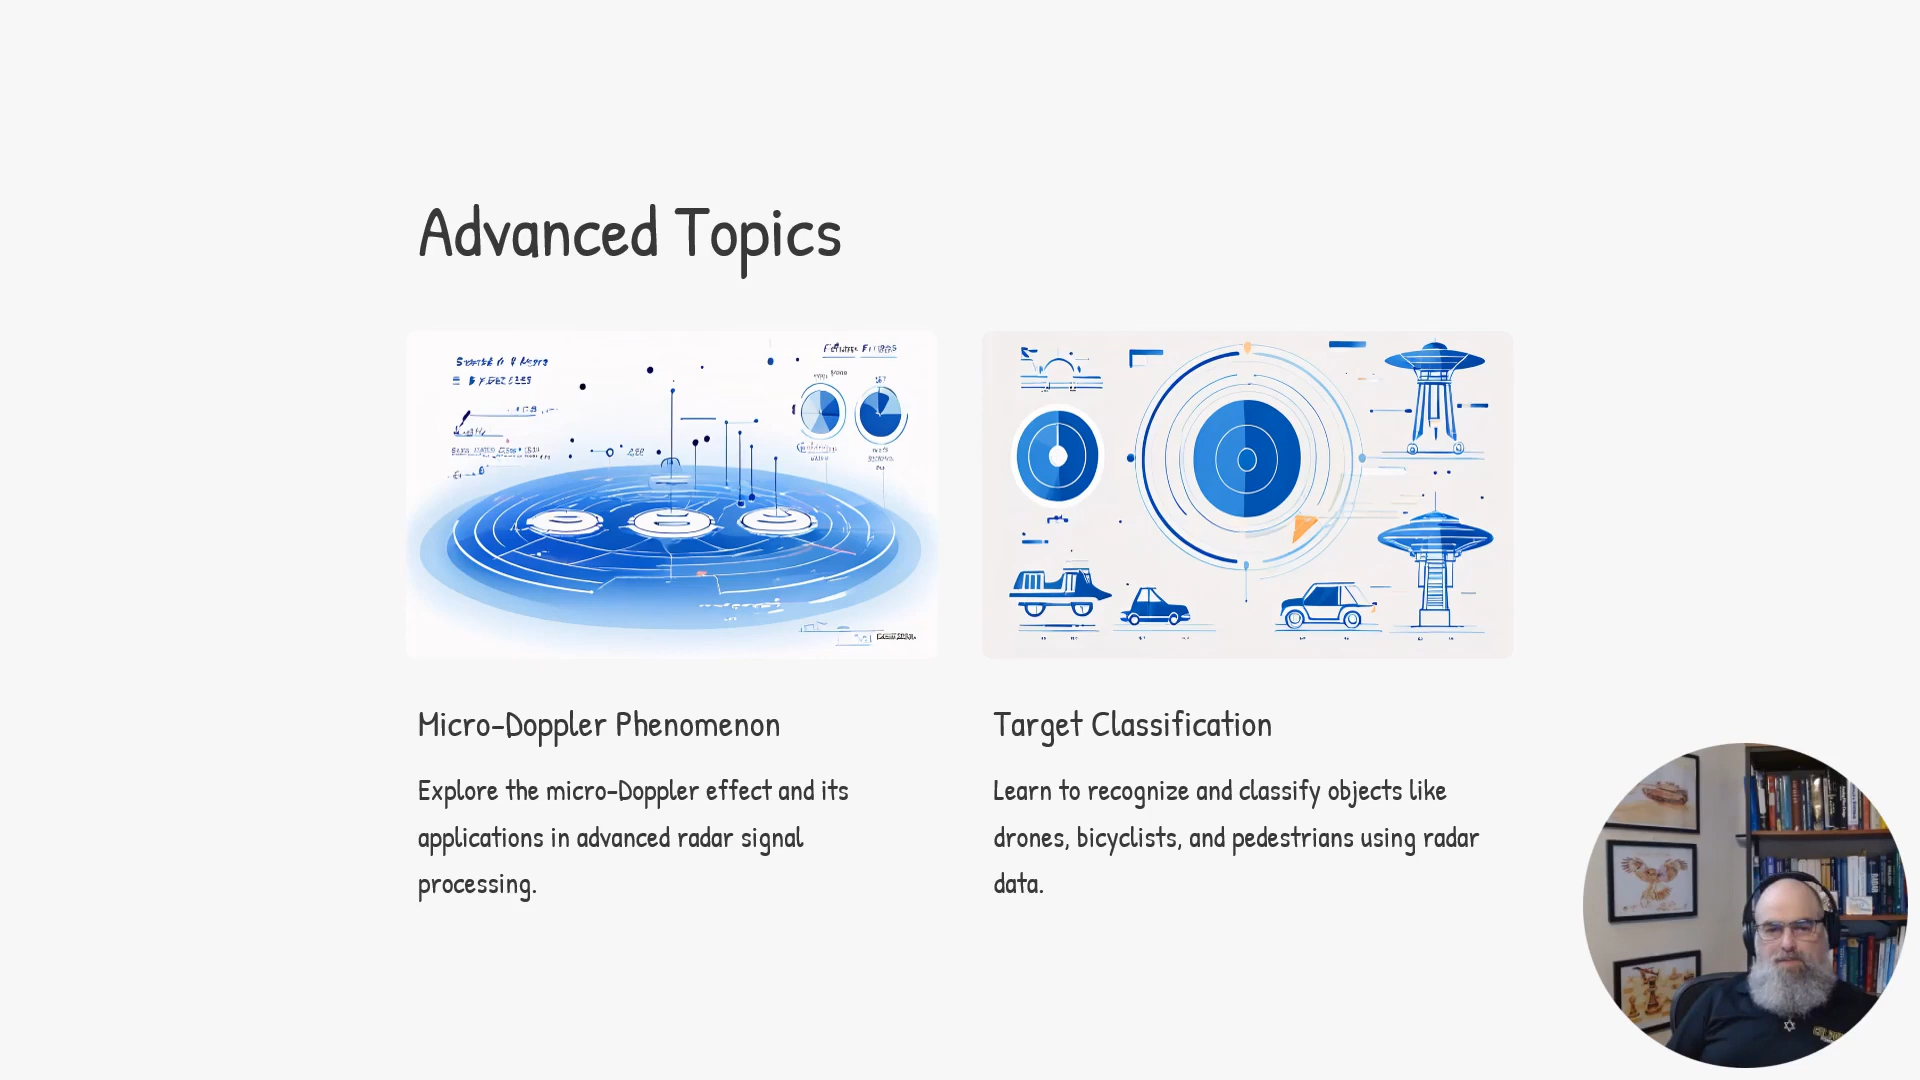 Advanced Topics
Micro-Doppler Phenomenon
Explore the micro-Doppler effect and its
applications in advanced radar signal
processing.
Target Classification
Learn to recognize and classify objects like
drones, bicyclists, and pedestrians using radar
data.